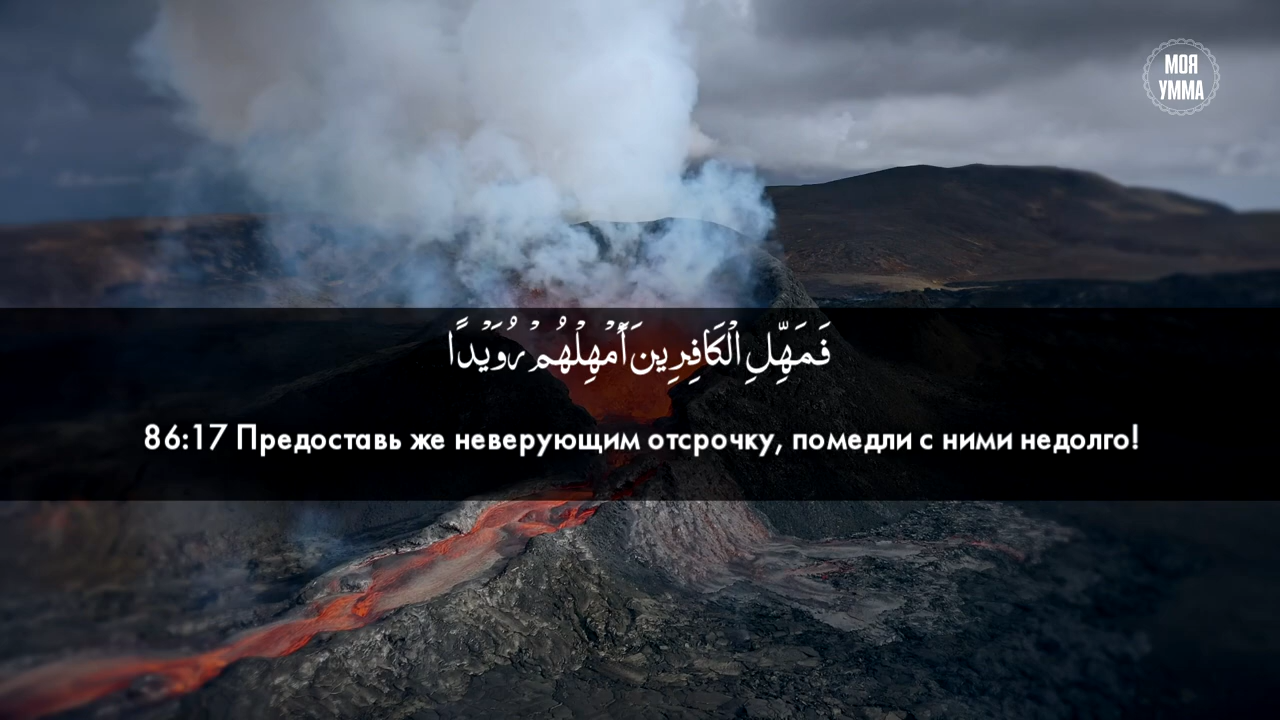 МОЯ
УММА
فَمَهِّلِ الْكَافِرِينَ أَمْهِلْهُمْ رُوَيْدًا
86:17 Предоставь же неверующим отсрочку, помедли с ними недолго!